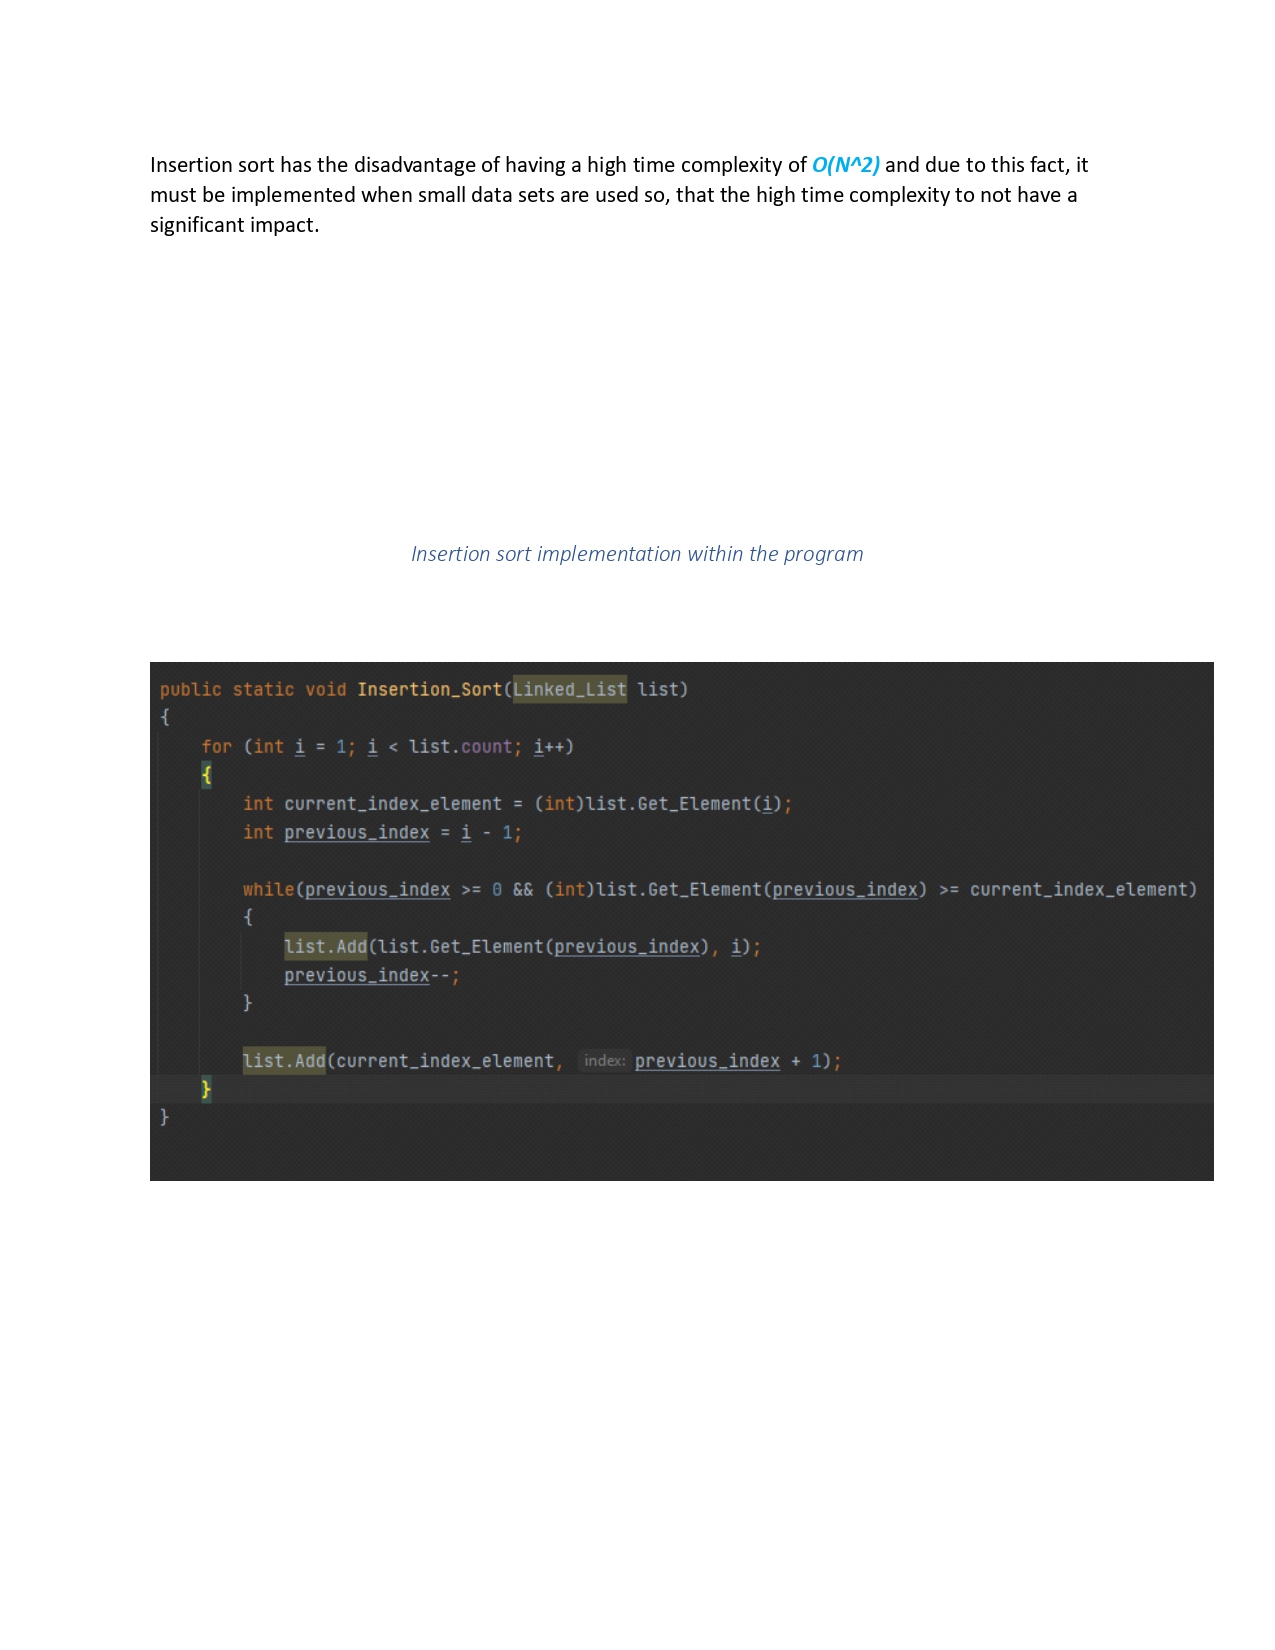 Insertion sort has the disadvantage of having a high time complexity of O(N^2) and due to this fact, it
must be implemented when small data sets are used so, that the high time complexity to not have a
significant impact.
Insertion sort implementation within the program
public static void Insertion_Sort(Linked_List list)
{
for (int i = 1; i < list.count; i++)
{
int current_index_element = (int)list.Get_Element(i);
int previous_index = i - 1;
while(previous_index >= 0 && (int)list.Get_Element(previous_index) >= current_index_element)
{
list.Add(list.Get_Element(previous_index), i);
previous_index--;
}
list.Add(current_index_element, index: previous_index + 1);
}
}